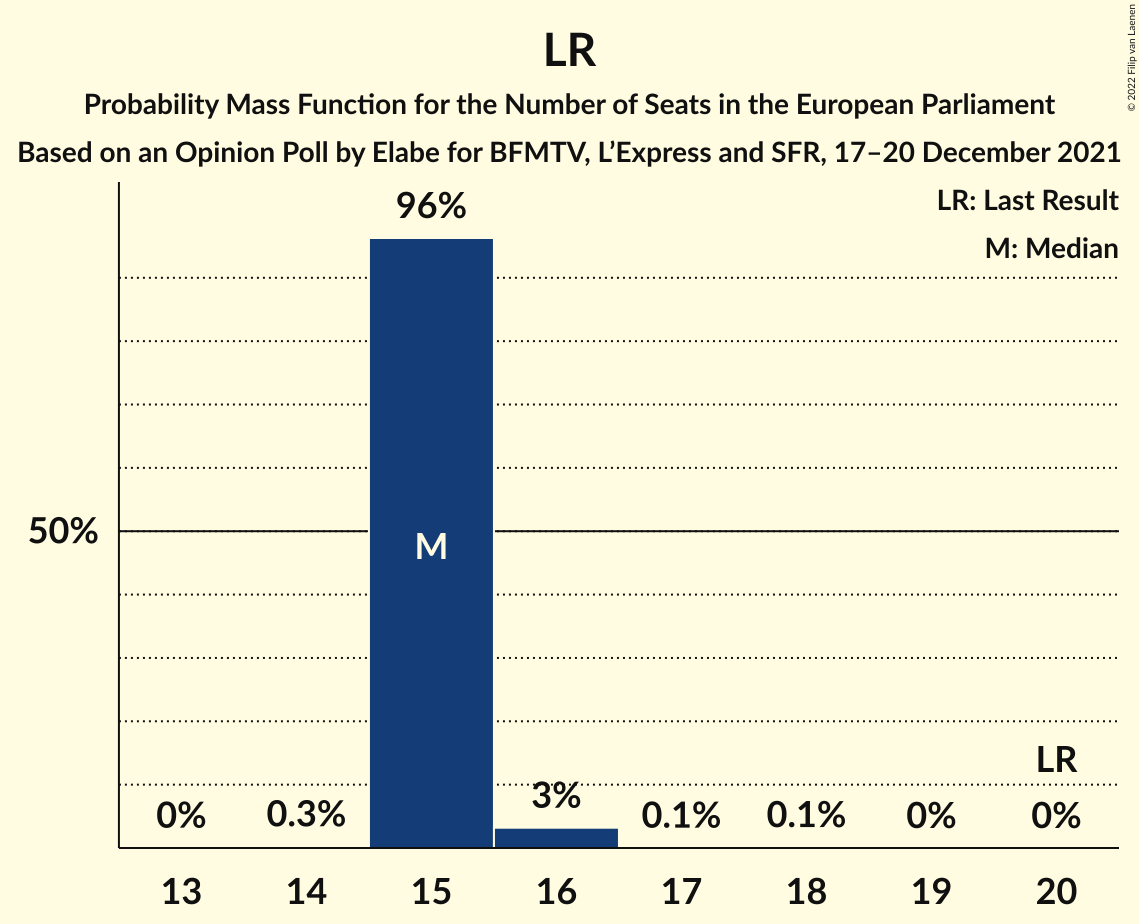 LR
Probability Mass Function for the Number of Seats in the European Parliament
Based on an Opinion Poll by Elabe for BFMTV, L’Express and SFR, 17–20 December 2021
© 2022 Filip van Laenen
LR: Last Result
M: Median
96%
50%
M
LR
0%
0.3%
3%
0.1%
0.1%
0%
0%
13
14
15
16
17
18
19
20